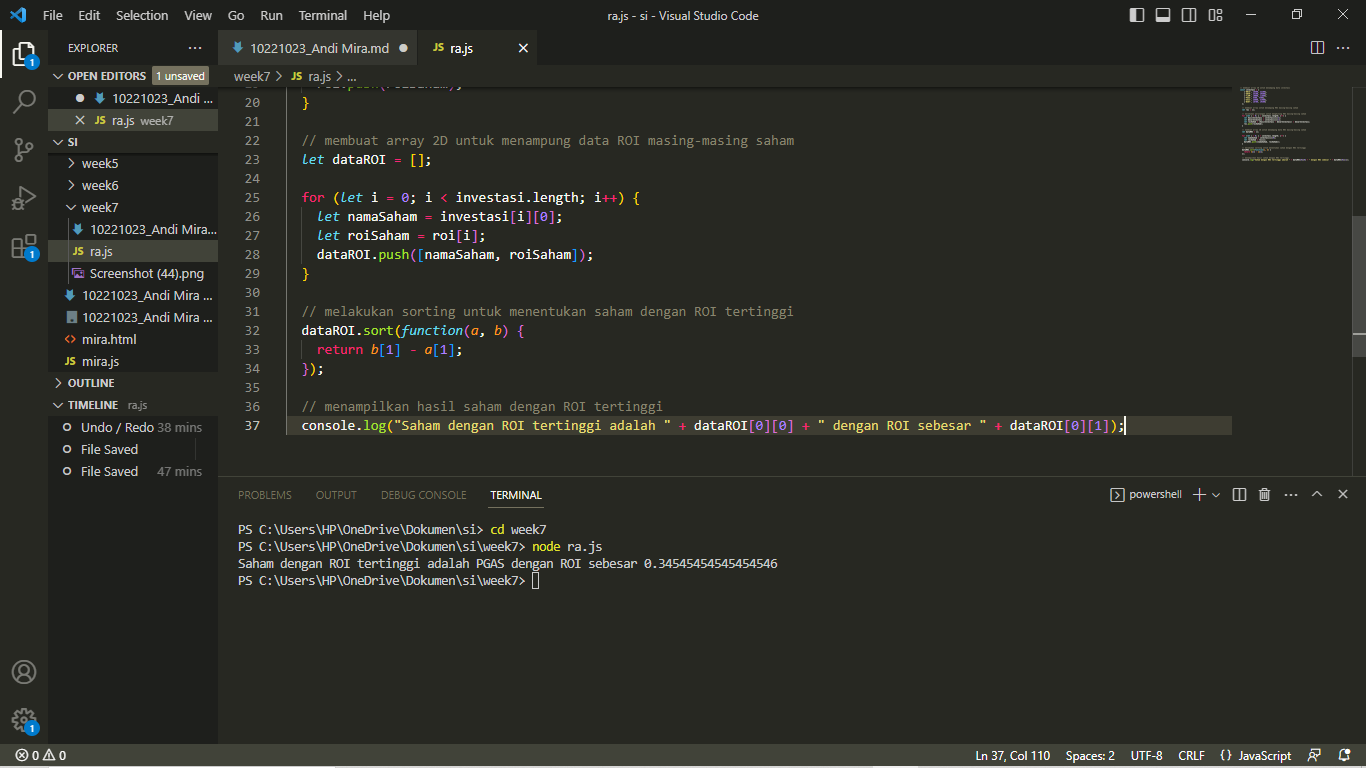 File Edit Selection View Go Run Terminal Help
ra.js - si - Visual Studio Code
EXPLORER
10221023_Andi Mira.md
JS ra.js
OPEN EDITORS 1 unsaved
10221023_Andi ...
JS ra.js week7
SI
week5
week6
week7
10221023_Andi Mira...
JS ra.js
Screenshot (44).png
10221023_Andi Mira ...
10221023_Andi Mira ...
mira.html
JS mira.js
OUTLINE
TIMELINE ra.js
Undo / Redo 38 mins
File Saved
File Saved 47 mins
week7 > JS ra.js > ...
20 }
21
22 // membuat array 2D untuk menampung data ROI masing-masing saham
23 let dataROI = [];
24
25 for (let i = 0; i < investasi.length; i++) {
26 let namaSaham = investasi[i][0];
27 let roiSaham = roi[i];
28 dataROI.push([namaSaham, roiSaham]);
29 }
30
31 // melakukan sorting untuk menentukan saham dengan ROI tertinggi
32 dataROI.sort(function(a, b) {
33 return b[1] - a[1];
34 });
35
36 // menampilkan hasil saham dengan ROI tertinggi
37 console.log("Saham dengan ROI tertinggi adalah " + dataROI[0][0] + " dengan ROI sebesar " + dataROI[0][1]);
PROBLEMS OUTPUT DEBUG CONSOLE TERMINAL
powershell
PS C:\Users\HP\OneDrive\Dokumen\si> cd week7
PS C:\Users\HP\OneDrive\Dokumen\si\week7> node ra.js
Saham dengan ROI tertinggi adalah PGAS dengan ROI sebesar 0.34545454545454546
PS C:\Users\HP\OneDrive\Dokumen\si\week7>
1
1
1
0 0
Ln 37, Col 110 Spaces: 2 UTF-8 CRLF {} JavaScript